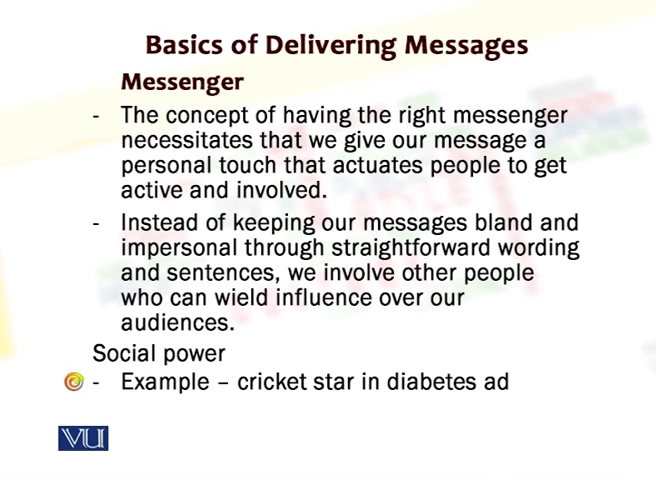 Basics of Delivering Messages
Messenger
- The concept of having the right messenger
necessitates that we give our message a
personal touch that actuates people to get
active and involved.
- Instead of keeping our messages bland and
impersonal through straightforward wording
and sentences, we involve other people
who can wield influence over our
audiences.
Social power
- Example – cricket star in diabetes ad
VU